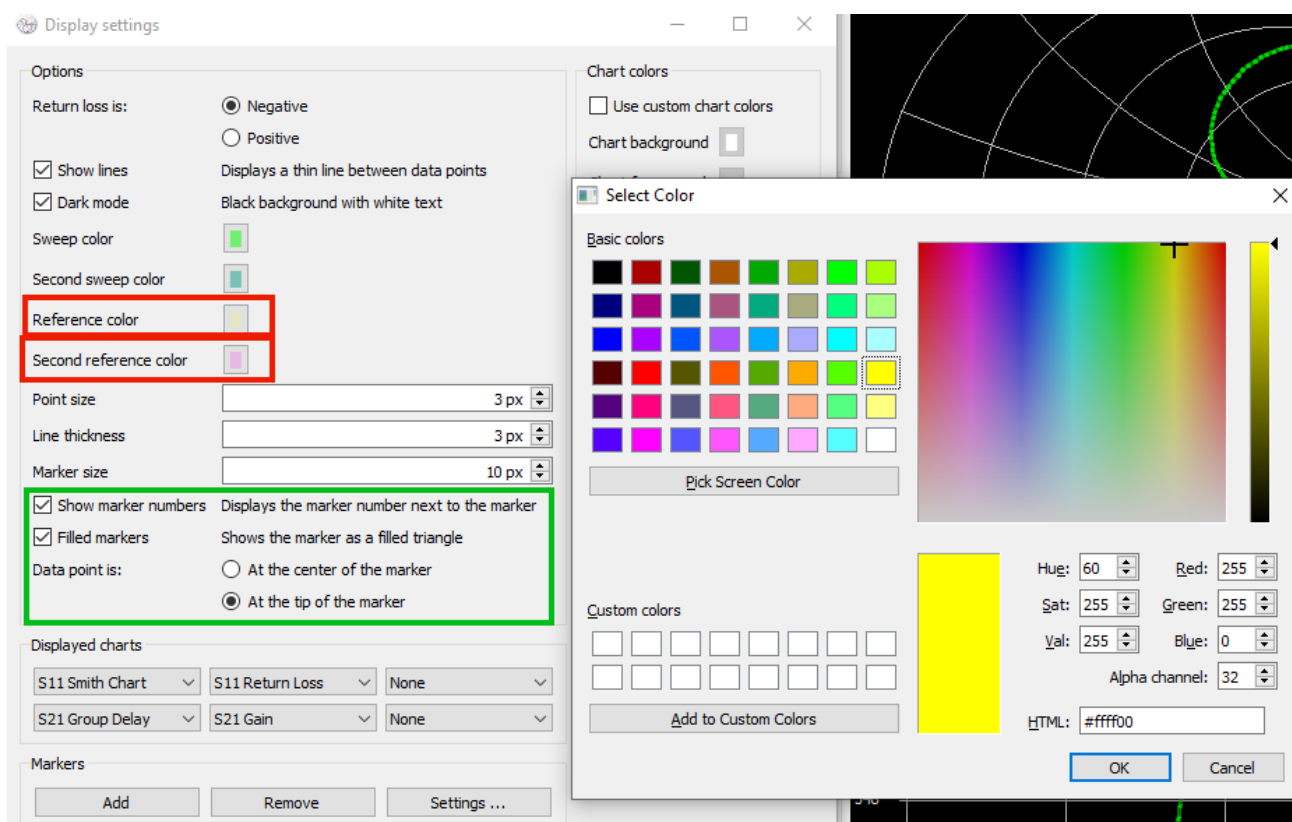 Display settings
Options
Return loss is:
Negative
Positive
Show lines
Displays a thin line between data points
Dark mode
Black background with white text
Sweep color
Second sweep color
Reference color
Second reference color
Point size
3 px
Line thickness
3 px
Marker size
10 px
Show marker numbers
Displays the marker number next to the marker
Filled markers
Shows the marker as a filled triangle
Data point is:
At the center of the marker
At the tip of the marker
Displayed charts
S11 Smith Chart
S11 Return Loss
None
S21 Group Delay
S21 Gain
None
Markers
Add
Remove
Settings ...
Chart colors
Use custom chart colors
Chart background
Select Color
Basic colors
Pick Screen Color
Custom colors
Add to Custom Colors
Hue: 60
Red: 255
Sat: 255
Green: 255
Val: 255
Blue: 0
Alpha channel: 32
HTML: #ffff00
OK
Cancel